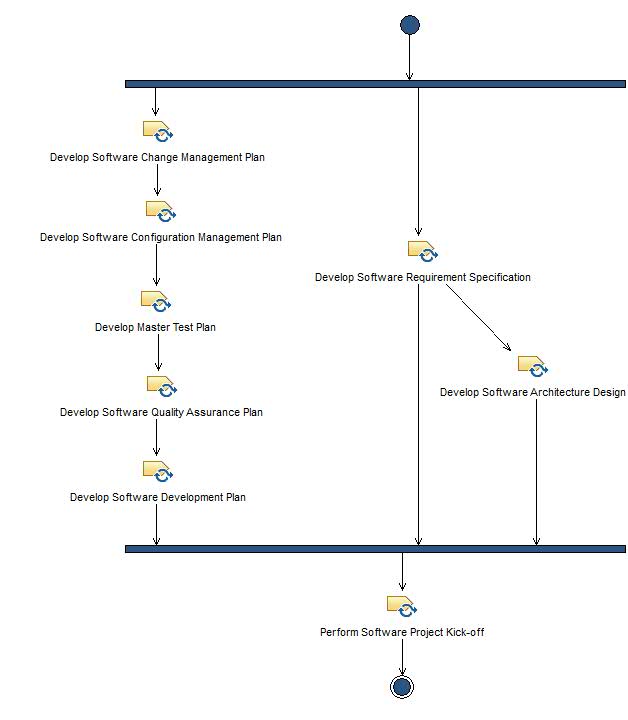 Develop Software Change Management Plan
Develop Software Configuration Management Plan
Develop Master Test Plan
Develop Software Quality Assurance Plan
Develop Software Development Plan
Develop Software Requirement Specification
Develop Software Architecture Design
Perform Software Project Kick-off